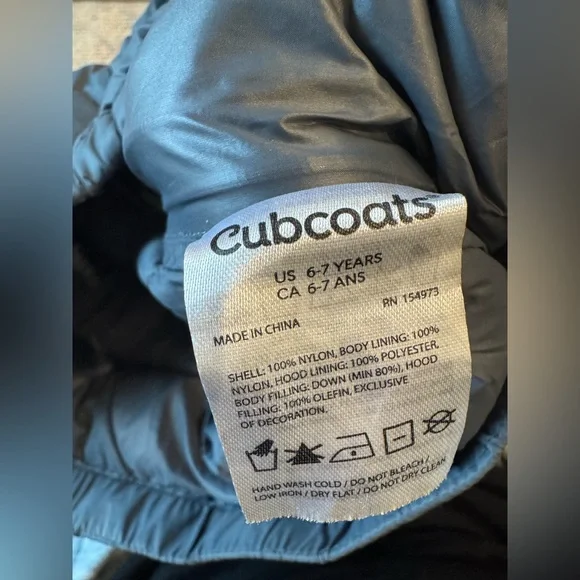 Cubcoats
US 6-7 YEARS
CA 6-7 ANS
RN 154973
MADE IN CHINA
SHELL: 100% NYLON, BODY LINING: 100%
NYLON, HOOD LINING: 100% POLYESTER,
BODY FILLING: DOWN (MIN 80%), HOOD
FILLING: 100% OLEFIN, EXCLUSIVE
OF DECORATION.
HAND WASH COLD / DO NOT BLEACH /
LOW IRON / DRY FLAT / DO NOT DRY CLEAN